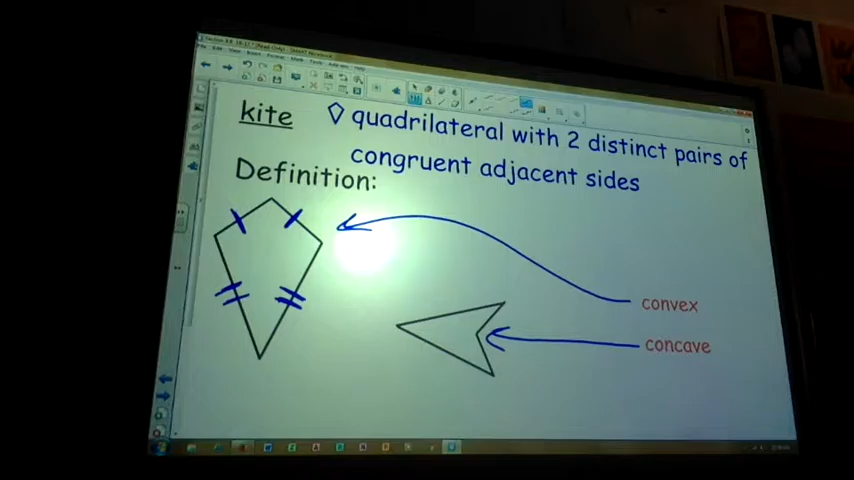 kite quadrilateral with 2 distinct pairs of
congruent adjacent sides
Definition:
convex
concave